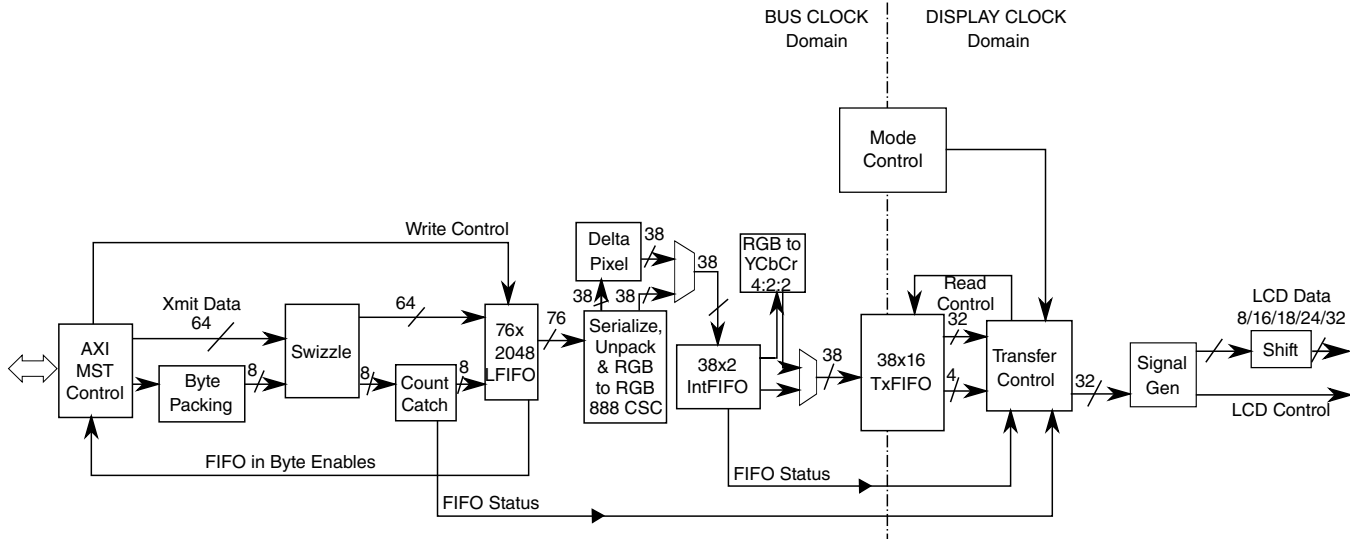 BUS CLOCK
Domain
DISPLAY CLOCK
Domain
Mode
Control
Write Control
Delta
Pixel
38
38
RGB to
YCbCr
4:2:2
Read
Control
Xmit Data
64
64
38
38
76
32
LCD Data
8/16/18/24/32
AXI
MST
Control
Swizzle
76x
2048
LFIFO
Serialize,
Unpack
& RGB
to RGB
888 CSC
38x2
IntFIFO
38
38x16
TxFIFO
Transfer
Control
Signal
Gen
Shift
Byte
Packing
8
8
Count
Catch
8
4
32
LCD Control
FIFO in Byte Enables
FIFO Status
FIFO Status